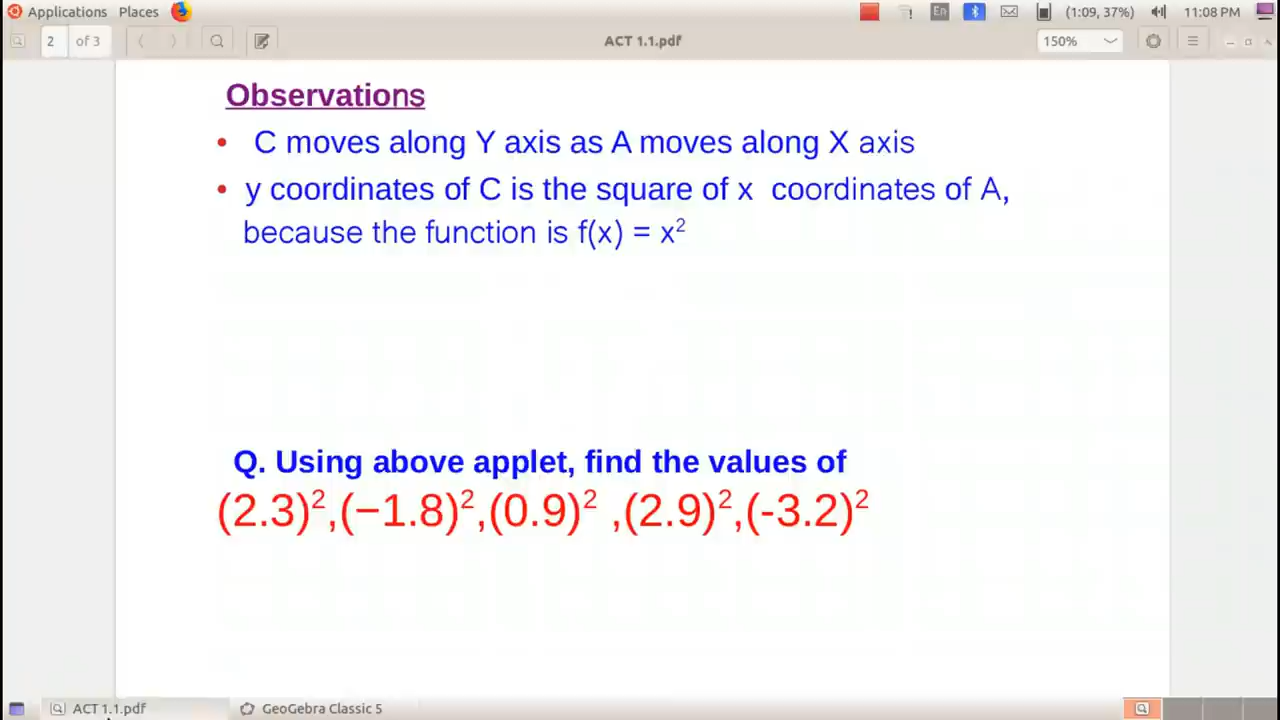 Applications Places En (1:09, 37%) 11:08 PM
2 of 3 ACT 1.1.pdf 150%
Observations
• C moves along Y axis as A moves along X axis
• y coordinates of C is the square of x coordinates of A,
because the function is f(x) = x²
Q. Using above applet, find the values of
(2.3)²,(−1.8)²,(0.9)² ,(2.9)²,(-3.2)²
ACT 1.1.pdf GeoGebra Classic 5